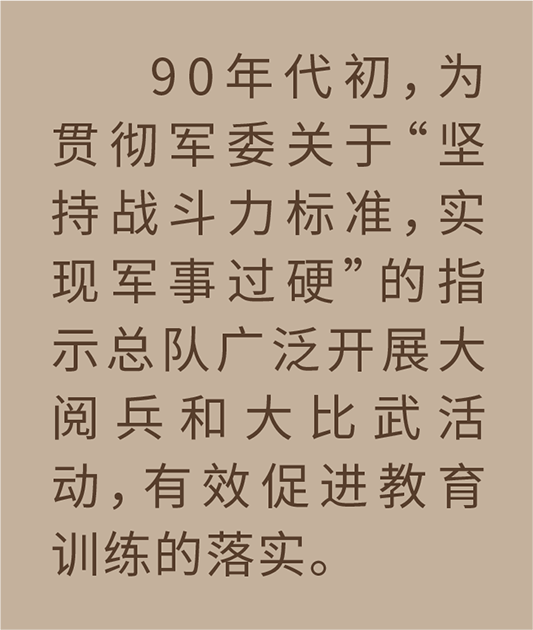 90年代初，为
贯彻军委关于“坚
持战斗力标准，实
现军事过硬”的指
示总队广泛开展大
阅兵和大比武活
动，有效促进教育
训练的落实。